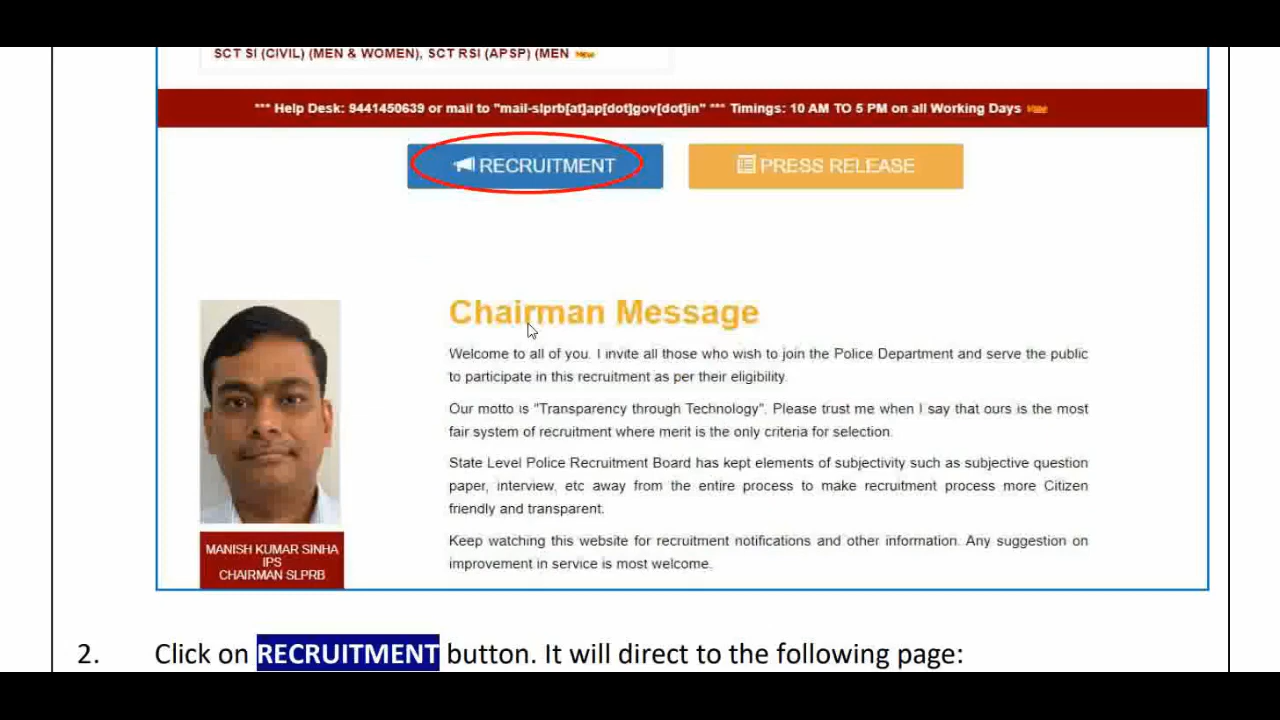 SCT SI (CIVIL) (MEN & WOMEN), SCT RSI (APSP) (MEN New
*** Help Desk: 9441450639 or mail to "mail-slprb[at]ap[dot]gov[dot]in" *** Timings: 10 AM TO 5 PM on all Working Days
RECRUITMENT
PRESS RELEASE
Chairman Message
Welcome to all of you. I invite all those who wish to join the Police Department and serve the public
to participate in this recruitment as per their eligibility.
Our motto is "Transparency through Technology". Please trust me when I say that ours is the most
fair system of recruitment where merit is the only criteria for selection.
State Level Police Recruitment Board has kept elements of subjectivity such as subjective question
paper, interview, etc away from the entire process to make recruitment process more Citizen
friendly and transparent.
Keep watching this website for recruitment notifications and other information. Any suggestion on
improvement in service is most welcome.
MANISH KUMAR SINHA
IPS
CHAIRMAN SLPRB
2. Click on RECRUITMENT button. It will direct to the following page: